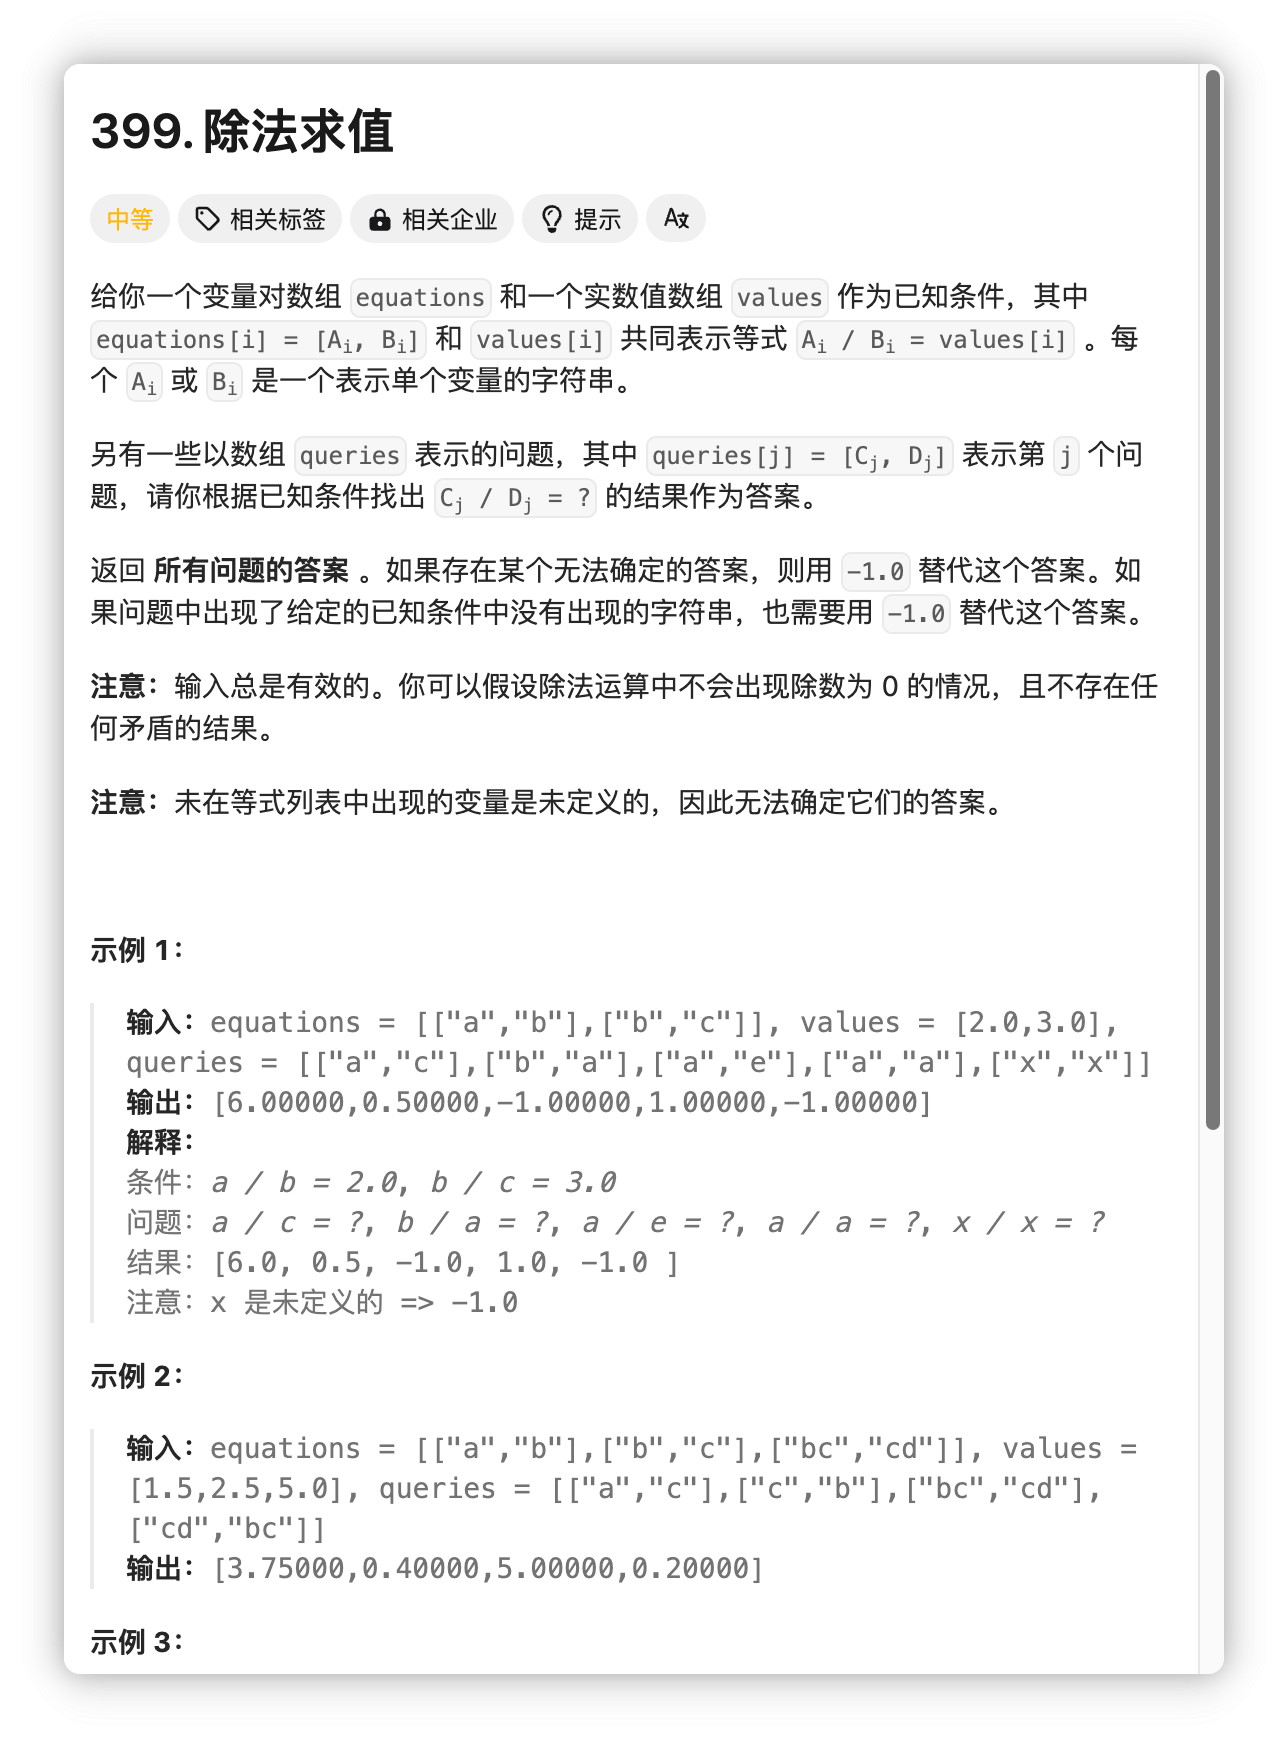 399. 除法求值
中等 相关标签 相关企业 提示 A文
给你一个变量对数组 equations 和一个实数值数组 values 作为已知条件，其中
equations[i] = [Ai, Bi] 和 values[i] 共同表示等式 Ai / Bi = values[i] 。每
个 Ai 或 Bi 是一个表示单个变量的字符串。
另有一些以数组 queries 表示的问题，其中 queries[j] = [Cj, Dj] 表示第 j 个问
题，请你根据已知条件找出 Cj / Dj = ? 的结果作为答案。
返回 所有问题的答案 。如果存在某个无法确定的答案，则用 -1.0 替代这个答案。如
果问题中出现了给定的已知条件中没有出现的字符串，也需要用 -1.0 替代这个答案。
注意：输入总是有效的。你可以假设除法运算中不会出现除数为 0 的情况，且不存在任
何矛盾的结果。
注意：未在等式列表中出现的变量是未定义的，因此无法确定它们的答案。
示例 1：
输入：equations = [["a","b"],["b","c"]], values = [2.0,3.0],
queries = [["a","c"],["b","a"],["a","e"],["a","a"],["x","x"]]
输出：[6.00000,0.50000,-1.00000,1.00000,-1.00000]
解释：
条件：a / b = 2.0, b / c = 3.0
问题：a / c = ?, b / a = ?, a / e = ?, a / a = ?, x / x = ?
结果：[6.0, 0.5, -1.0, 1.0, -1.0 ]
注意：x 是未定义的 => -1.0
示例 2：
输入：equations = [["a","b"],["b","c"],["bc","cd"]], values =
[1.5,2.5,5.0], queries = [["a","c"],["c","b"],["bc","cd"],
["cd","bc"]]
输出：[3.75000,0.40000,5.00000,0.20000]
示例 3：